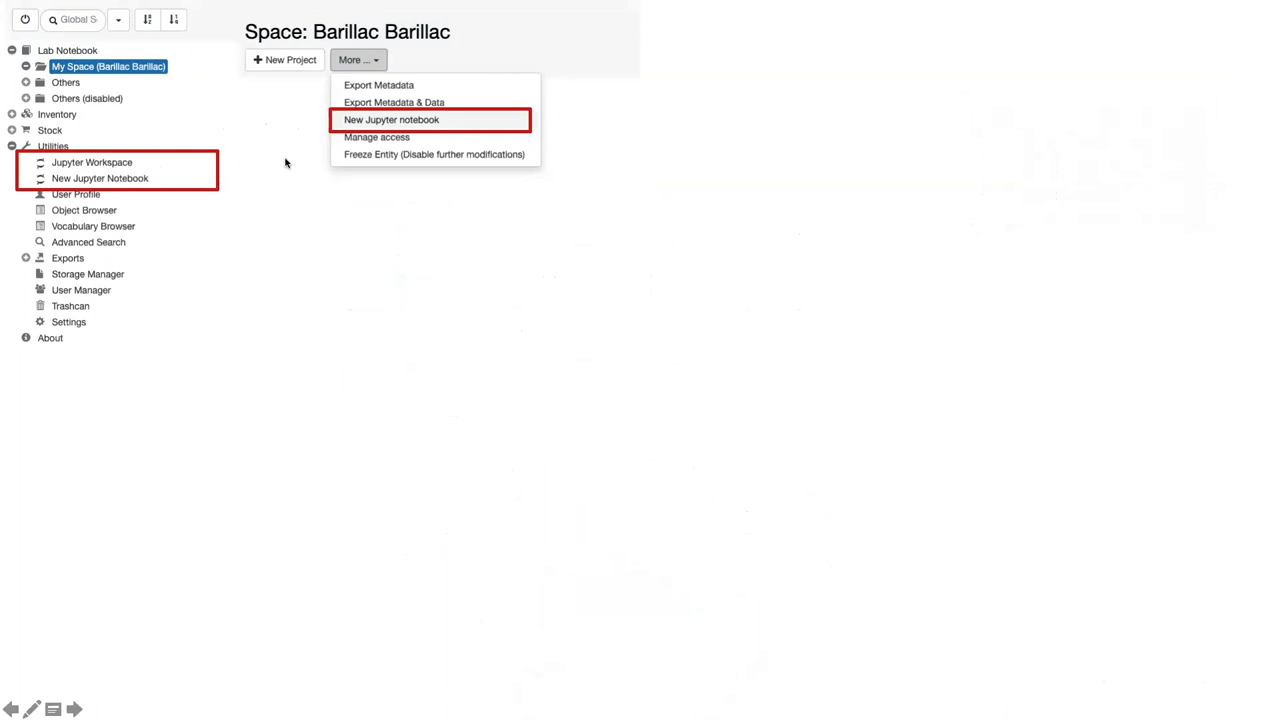 Global S
Lab Notebook
My Space (Barillac Barillac)
Others
Others (disabled)
Inventory
Stock
Utilities
Jupyter Workspace
New Jupyter Notebook
User Profile
Object Browser
Vocabulary Browser
Advanced Search
Exports
Storage Manager
User Manager
Trashcan
Settings
About
Space: Barillac Barillac
New Project
More ...
Export Metadata
Export Metadata & Data
New Jupyter notebook
Manage access
Freeze Entity (Disable further modifications)